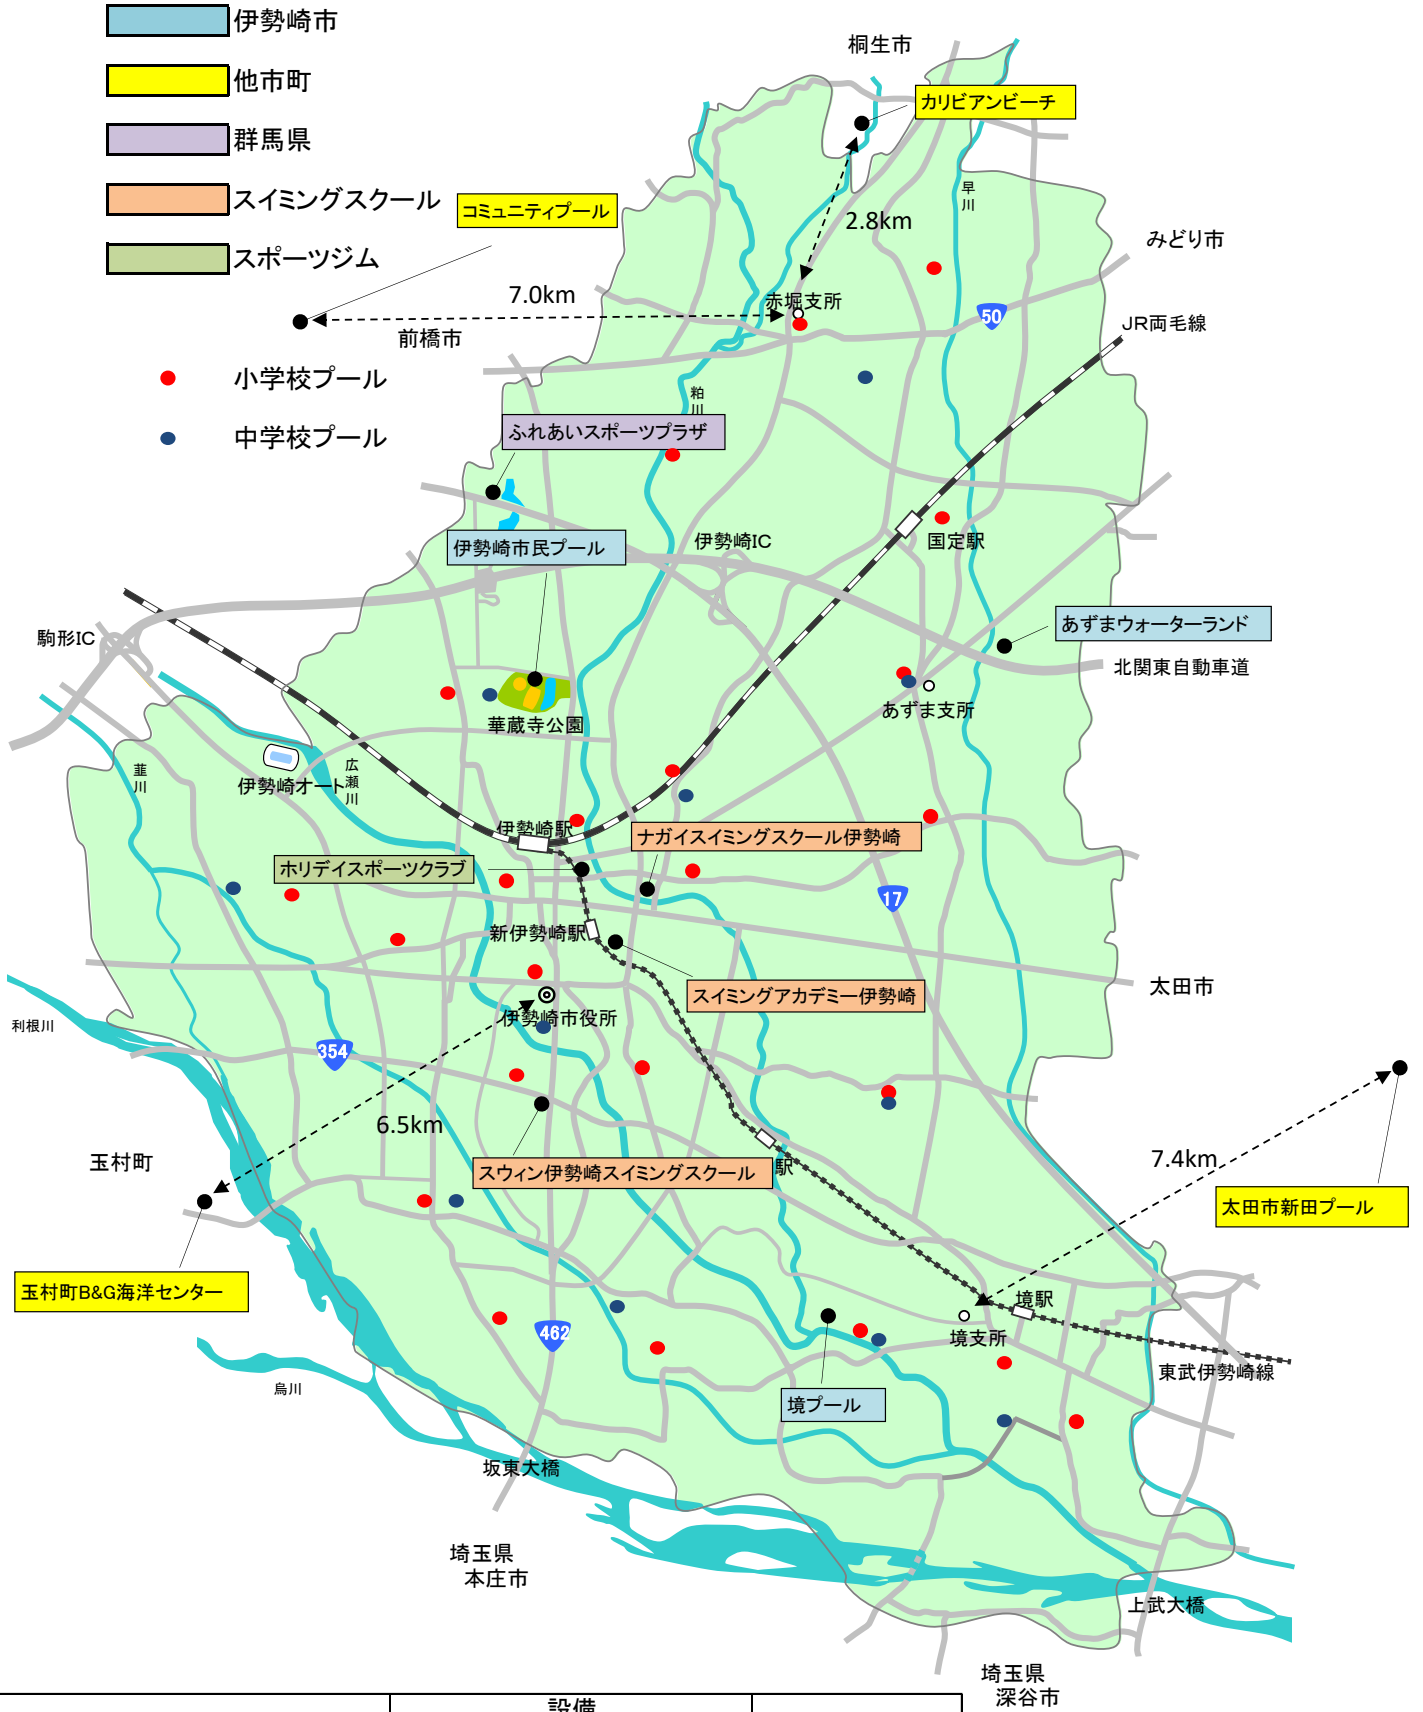 伊勢崎市
他市町
群馬県
スイミングスクール
スポーツジム
小学校プール
中学校プール
桐生市
カリビアンビーチ
コミュニティプール
2.8km
早川
みどり市
7.0km
赤堀支所
前橋市
50
JR両毛線
粕川
ふれあいスポーツプラザ
伊勢崎市民プール
伊勢崎IC
国定駅
駒形IC
あずまウォーターランド
北関東自動車道
あずま支所
華蔵寺公園
韮川
伊勢崎オート
広瀬川
伊勢崎駅
ナガイスイミングスクール伊勢崎
ホリデイスポーツクラブ
17
新伊勢崎駅
スイミングアカデミー伊勢崎
太田市
利根川
伊勢崎市役所
354
6.5km
玉村町
スウィン伊勢崎スイミングスクール
駅
7.4km
太田市新田プール
玉村町B&G海洋センター
境駅
境支所
462
東武伊勢崎線
烏川
境プール
坂東大橋
埼玉県
本庄市
上武大橋
埼玉県
深谷市
設備